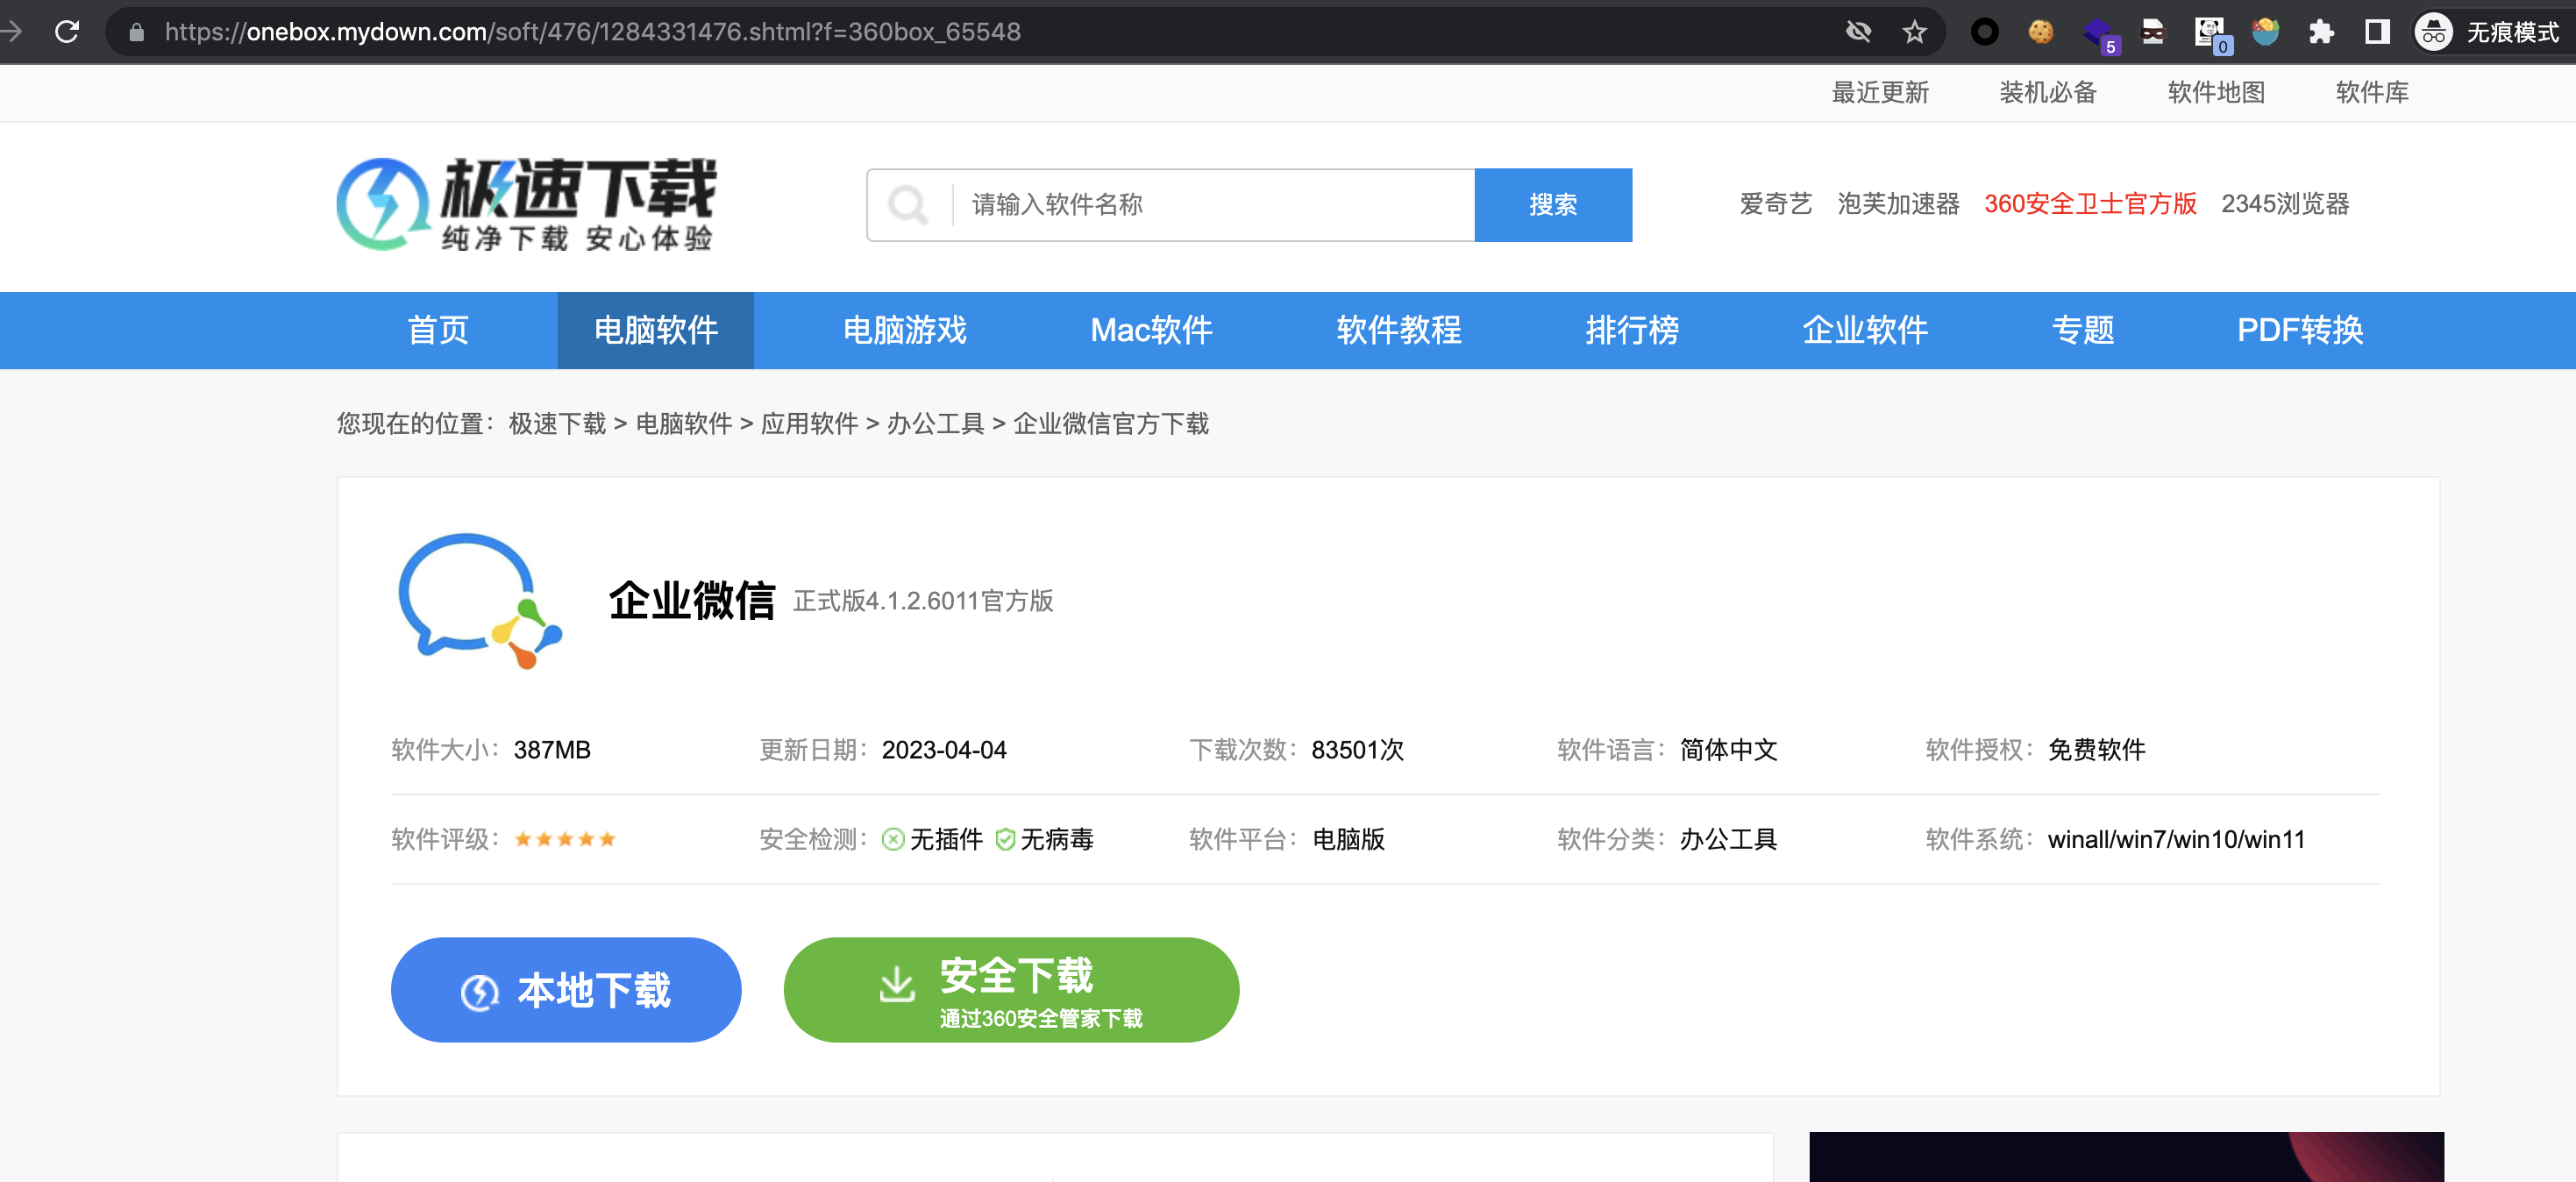 https://onebox.mydown.com/soft/476/1284331476.shtml?f=360box_65548
5
0
无痕模式
最近更新 装机必备 软件地图 软件库
极速下载
纯净下载 安心体验
请输入软件名称
搜索
爱奇艺 泡芙加速器 360安全卫士官方版 2345浏览器
首页 电脑软件 电脑游戏 Mac软件 软件教程 排行榜 企业软件 专题 PDF转换
您现在的位置：极速下载 > 电脑软件 > 应用软件 > 办公工具 > 企业微信官方下载
企业微信 正式版4.1.2.6011官方版
软件大小：387MB 更新日期：2023-04-04 下载次数：83501次 软件语言：简体中文 软件授权：免费软件
软件评级： 安全检测：无插件 无病毒 软件平台：电脑版 软件分类：办公工具 软件系统：winall/win7/win10/win11
本地下载
安全下载
通过360安全管家下载